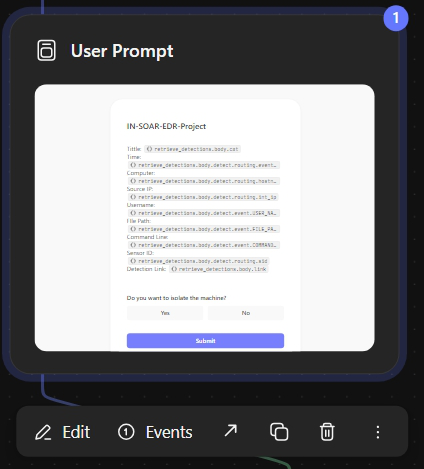 1
User Prompt
IN-SOAR-EDR-Project
Tittle: {} retrieve_detections.body.cat
Time:
{} retrieve_detections.body.detect.routing.event…
Computer:
{} retrieve_detections.body.detect.routing.hostn…
Source IP:
{} retrieve_detections.body.detect.routing.int_ip
Username:
{} retrieve_detections.body.detect.event.USER_NA…
File Path:
{} retrieve_detections.body.detect.event.FILE_PA…
Command Line:
{} retrieve_detections.body.detect.event.COMMAND…
Sensor ID:
{} retrieve_detections.body.detect.routing.sid
Detection Link: {} retrieve_detections.body.link
Do you want to isolate the machine?
Yes No
Submit
Edit 1 Events